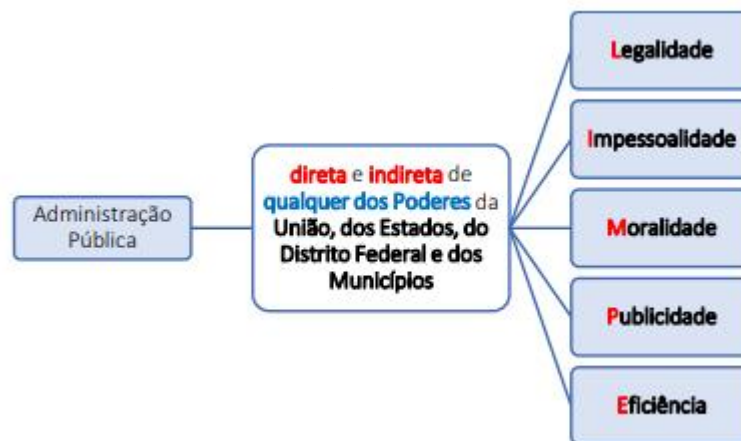 Administração
Pública
direta e indireta de
qualquer dos Poderes da
União, dos Estados, do
Distrito Federal e dos
Municípios
Legalidade
Impessoalidade
Moralidade
Publicidade
Eficiência